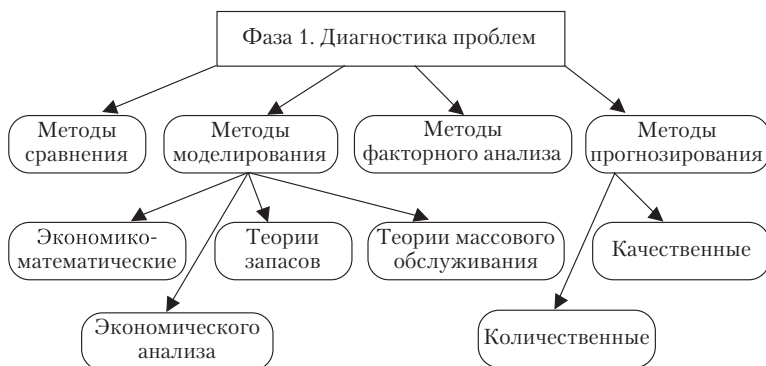 Фаза 1. Диагностика проблем
Методы
сравнения
Методы
моделирования
Методы
факторного анализа
Методы
прогнозирования
Экономико-
математические
Теории
запасов
Теории массового
обслуживания
Качественные
Экономического
анализа
Количественные